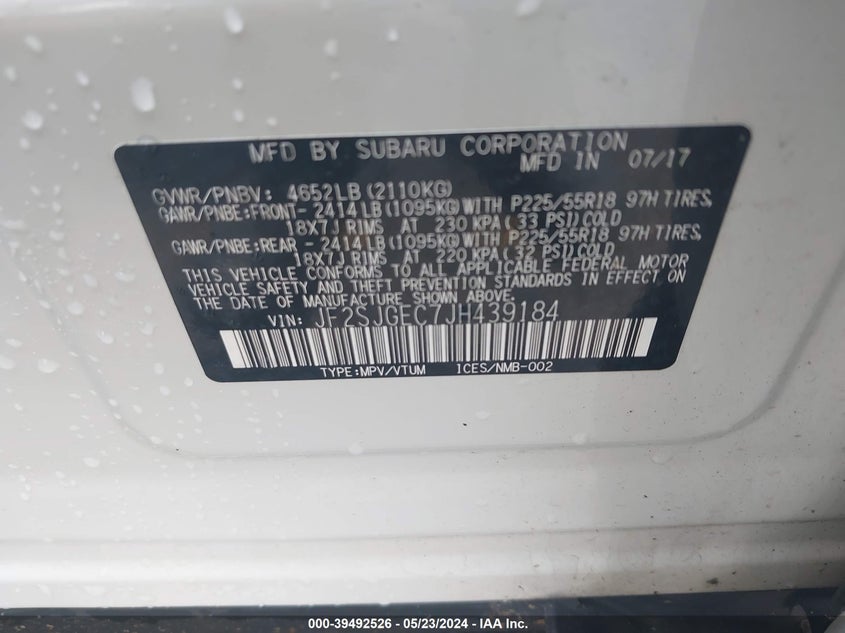 MFD BY SUBARU CORPORATION
MFD IN 07/17
GVWR/PNBV: 4652LB(2110KG)
GAWR/PNBE:FRONT-2414LB(1095KG)WITH P225/55R18 97H TIRES,
18X7J RIMS AT 230 KPA( 33 PSI)COLD
GAWR/PNBE:REAR -2414LB(1095KG)WITH P225/55R18 97H TIRES,
18X7J RIMS AT 220 KPA( 32 PSI)COLD
THIS VEHICLE CONFORMS TO ALL APPLICABLE FEDERAL MOTOR
VEHICLE SAFETY AND THEFT PREVENTION STANDARDS IN EFFECT ON
THE DATE OF MANUFACTURE SHOWN ABOVE.
VIN: JF2SJGEC7JH439184
TYPE:MPV/VTUM ICES/NMB-002
000-39492526 - 05/23/2024 - IAA Inc.